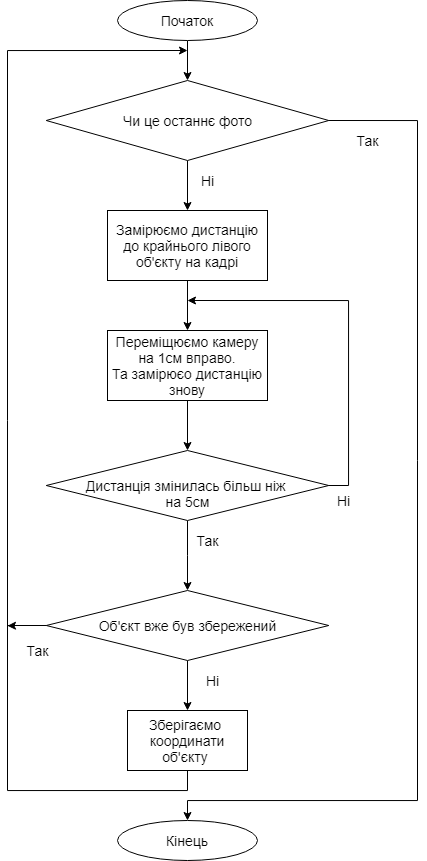 Початок
Чи це останнє фото
Так
Ні
Замірюємо дистанцію
до крайнього лівого
об'єкту на кадрі
Переміщюємо камеру
на 1см вправо.
Та замірюєо дистанцію
знову
Дистанція змінилась більш ніж
на 5см
Ні
Так
Об'єкт вже був збережений
Так
Ні
Зберігаємо
координати
об'єкту
Кінець